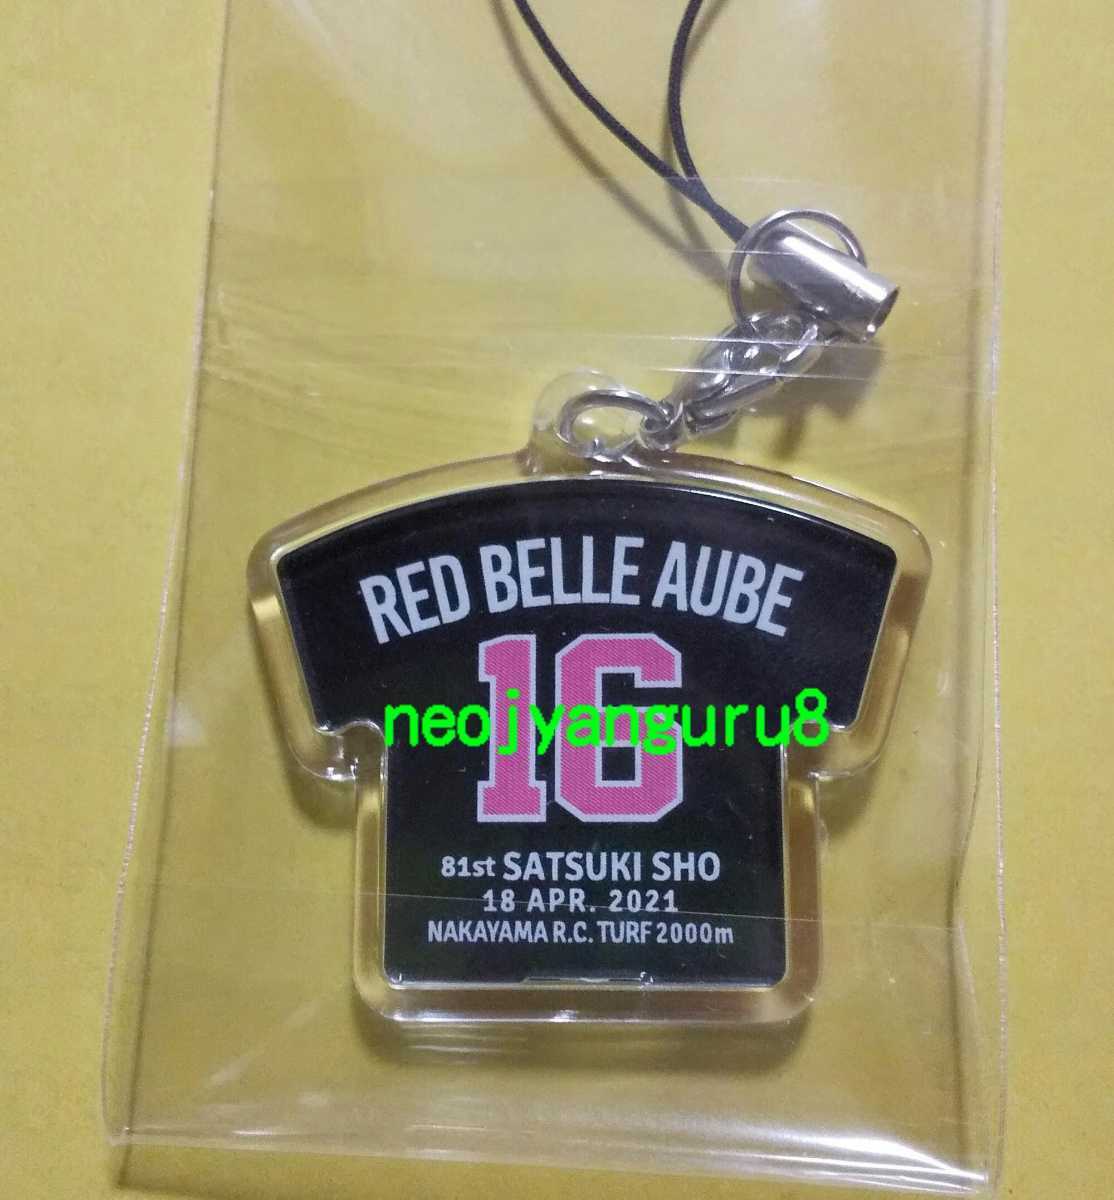 RED BELLE AUBE
16
neojyanguru8
81st SATSUKI SHO
18 APR. 2021
NAKAYAMA R.C. TURF 2000m